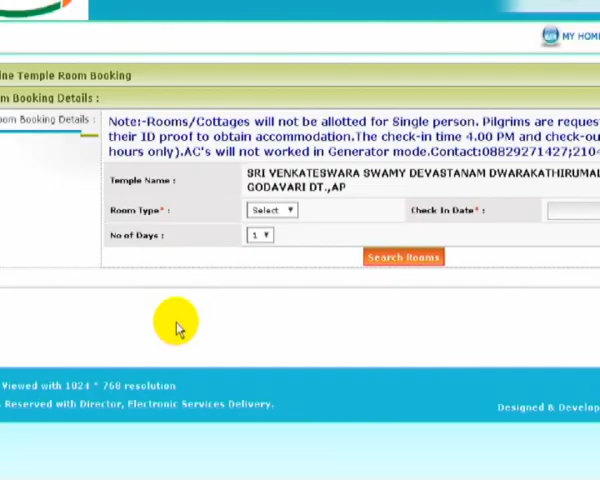 MY HOM
ine Temple Room Booking
om Booking Details :
oom Booking Details :
Note:-Rooms/Cottages will not be allotted for Single person. Pilgrims are reques
their ID proof to obtain accommodation.The check-in time 4.00 PM and check-ou
hours only).AC's will not worked in Generator mode.Contact:08829271427;2104
Temple Name :
SRI VENKATESWARA SWAMY DEVASTANAM DWARAKATHIRUMAL
GODAVARI DT.,AP
Room Type* : Select Check In Date* :
No of Days : 1
Search Rooms
Viewed with 1024 * 768 resolution
s Reserved with Director, Electronic Services Delivery.
Designed & Develop